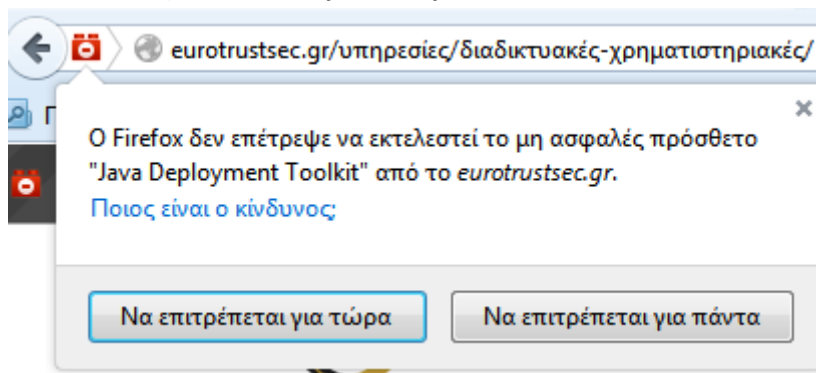 eurotrustsec.gr/υπηρεσίες/διαδικτυακές-χρηματιστηριακές/
Ο Firefox δεν επέτρεψε να εκτελεστεί το μη ασφαλές πρόσθετο
"Java Deployment Toolkit" από το eurotrustsec.gr.
Ποιος είναι ο κίνδυνος;
Να επιτρέπεται για τώρα
Να επιτρέπεται για πάντα